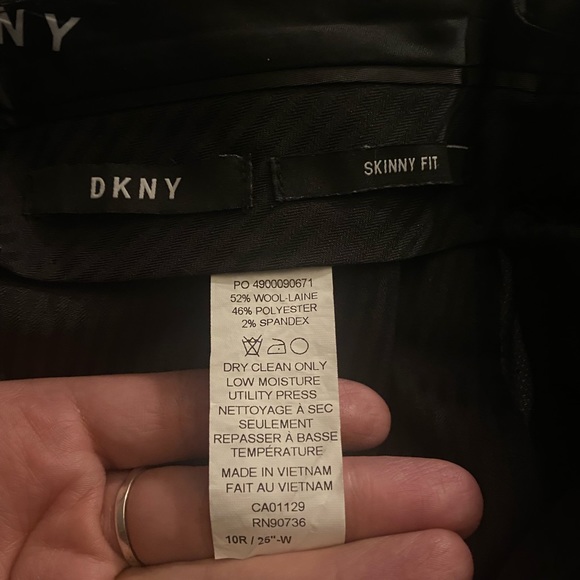 NY
DKNY
SKINNY FIT
PO 4900090671
52% WOOL-LAINE
46% POLYESTER
2% SPANDEX
DRY CLEAN ONLY
LOW MOISTURE
UTILITY PRESS
NETTOYAGE À SEC
SEULEMENT
REPASSER À BASSE
TEMPÉRATURE
MADE IN VIETNAM
FAIT AU VIETNAM
CA01129
RN90736
10R / 26"-W